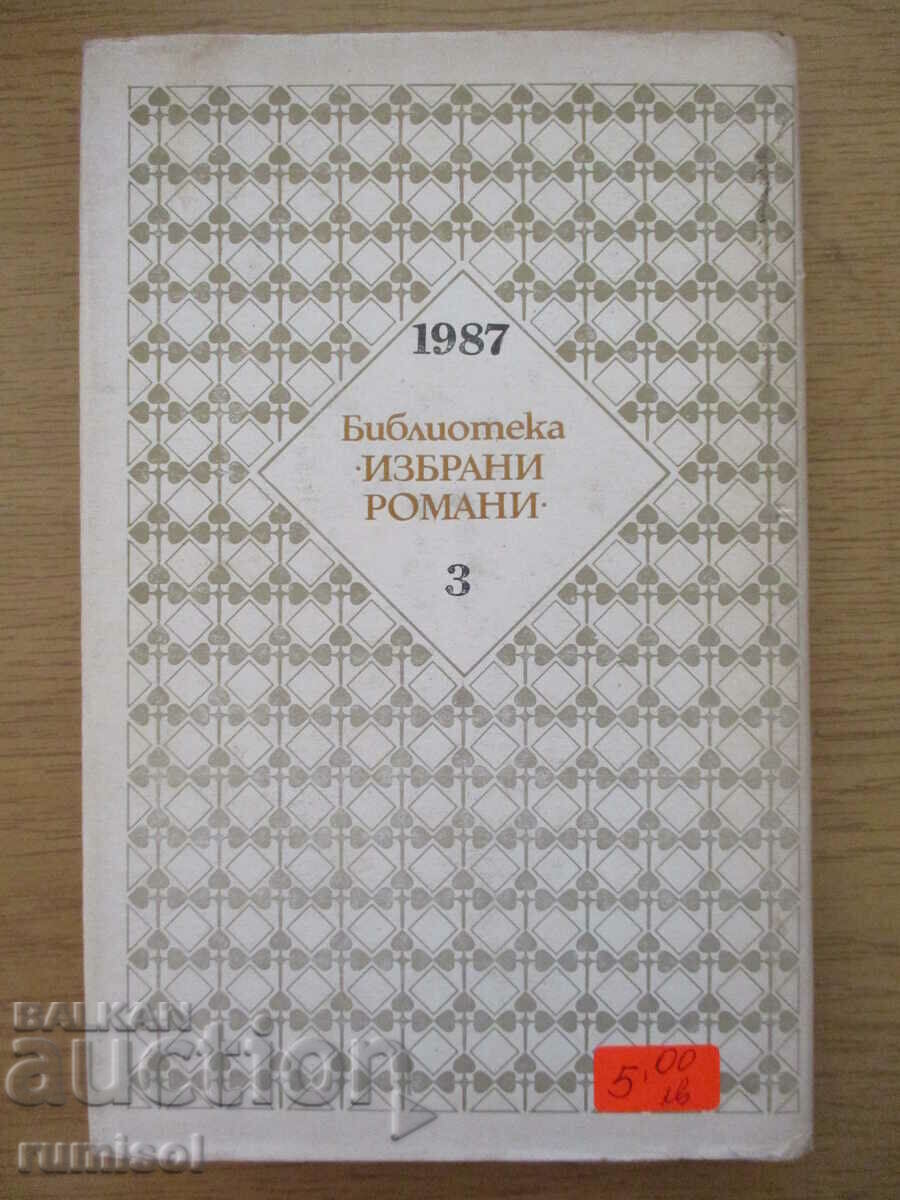 1987
Библиотека
·ИЗБРАНИ
РОМАНИ·
3
BALKAN
auction
5,00
лв
rumisol